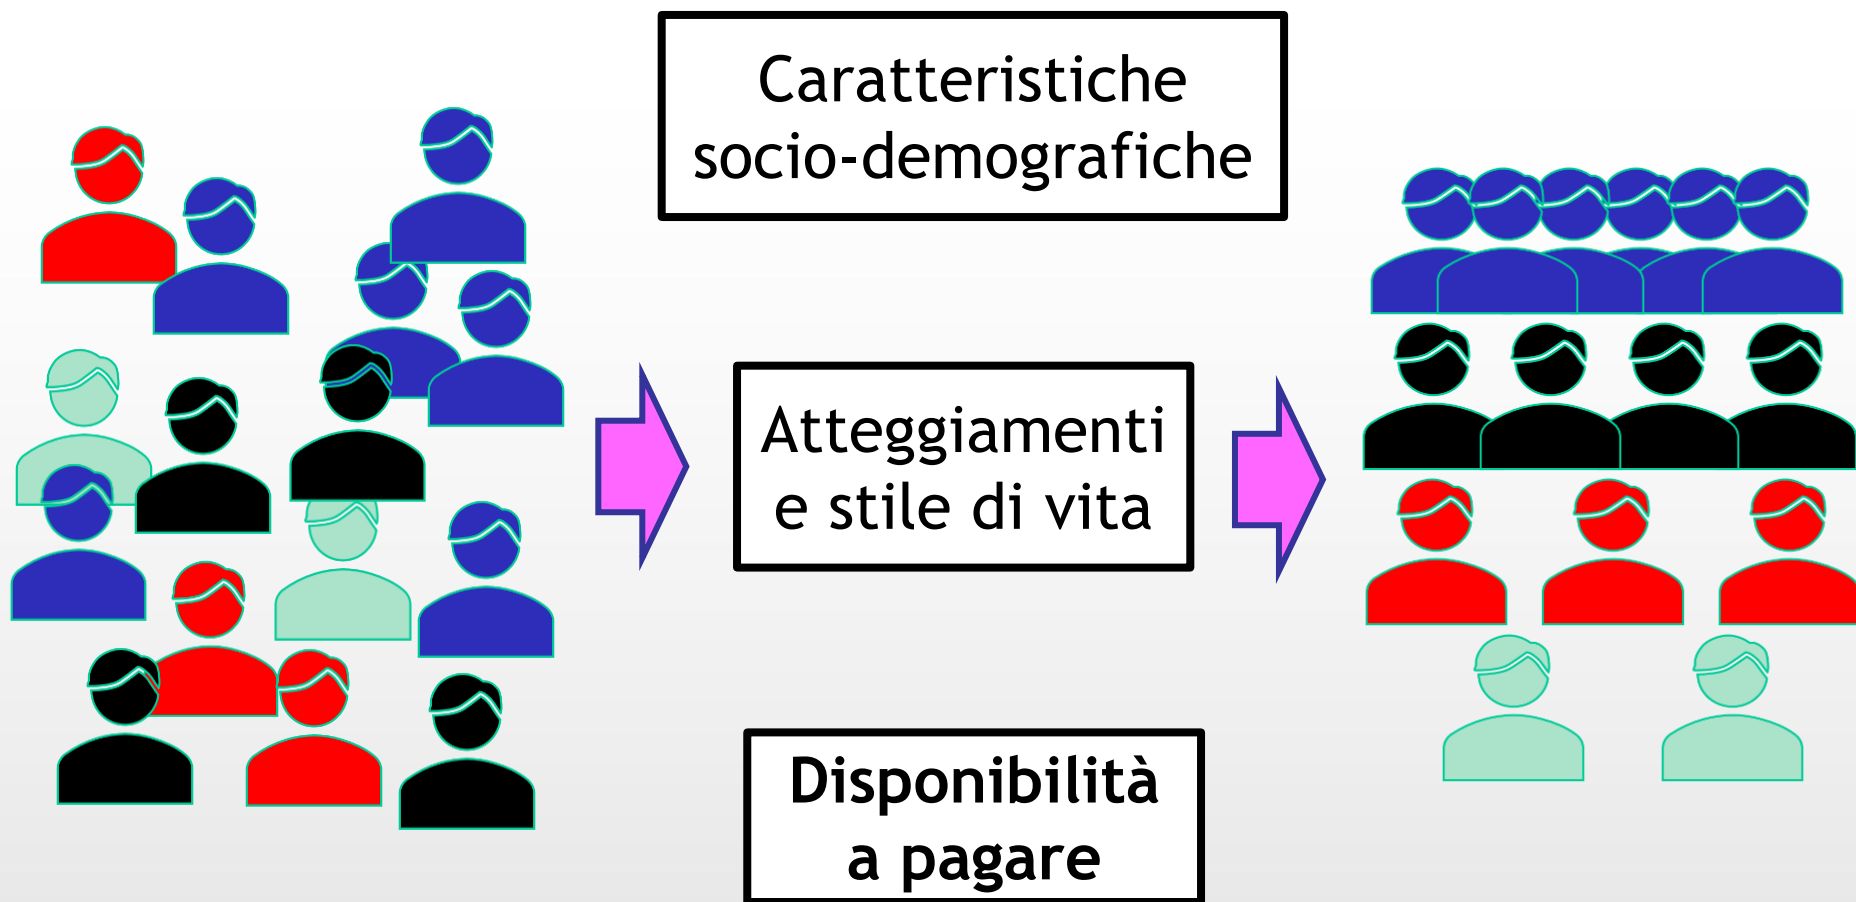 Caratteristiche
socio-demografiche
Atteggiamenti
e stile di vita
Disponibilità
a pagare